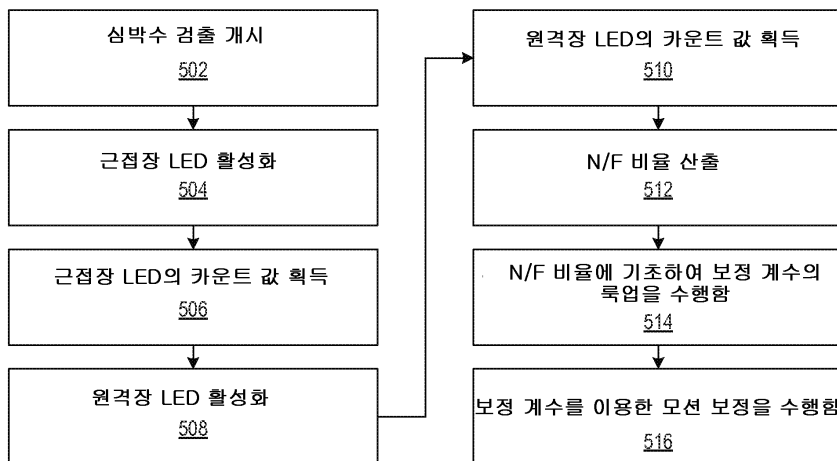 심박수 검출 개시
502
근접장 LED 활성화
504
근접장 LED의 카운트 값 획득
506
원격장 LED 활성화
508
원격장 LED의 카운트 값 획득
510
N/F 비율 산출
512
N/F 비율에 기초하여 보정 계수의
룩업을 수행함
514
보정 계수를 이용한 모션 보정을 수행함
516